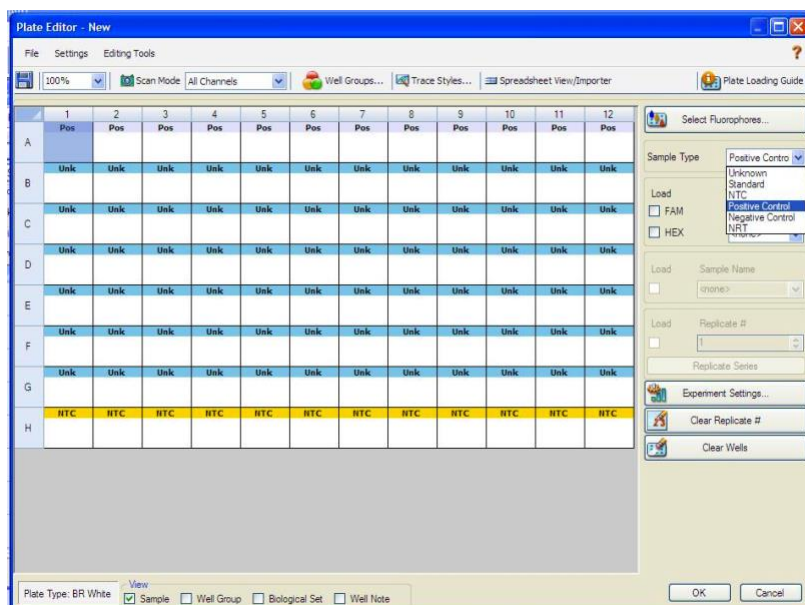 Plate Editor - New
File Settings Editing Tools ?
100% Scan Mode All Channels Well Groups... Trace Styles... Spreadsheet View/Importer Plate Loading Guide
1 2 3 4 5 6 7 8 9 10 11 12
A Pos Pos Pos Pos Pos Pos Pos Pos Pos Pos Pos Pos
B Unk Unk Unk Unk Unk Unk Unk Unk Unk Unk Unk Unk
C Unk Unk Unk Unk Unk Unk Unk Unk Unk Unk Unk Unk
D Unk Unk Unk Unk Unk Unk Unk Unk Unk Unk Unk Unk
E Unk Unk Unk Unk Unk Unk Unk Unk Unk Unk Unk Unk
F Unk Unk Unk Unk Unk Unk Unk Unk Unk Unk Unk Unk
G Unk Unk Unk Unk Unk Unk Unk Unk Unk Unk Unk Unk
H NTC NTC NTC NTC NTC NTC NTC NTC NTC NTC NTC NTC
Select Fluorophores...
Sample Type Positive Contro
Unknown
Standard
NTC
Positive Control
Negative Control
NRT
Load
FAM
HEX <none>
Load Sample Name
<none>
Load Replicate #
1
Replicate Series
Experiment Settings...
Clear Replicate #
Clear Wells
Plate Type: BR White
View
Sample Well Group Biological Set Well Note
OK Cancel